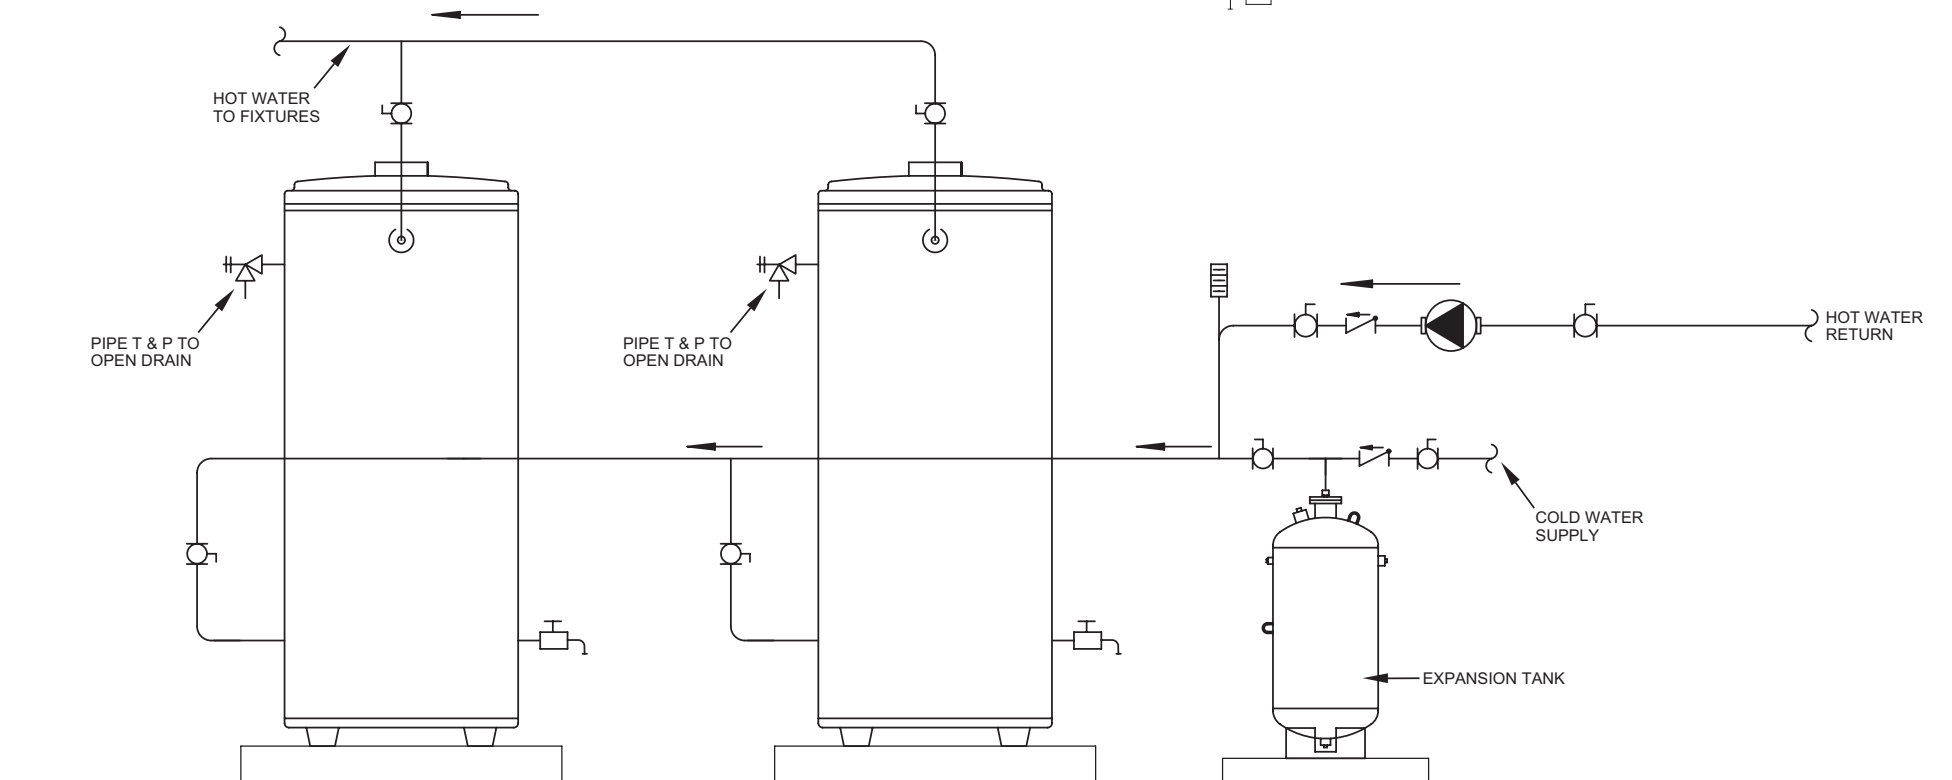 HOT WATER
TO FIXTURES
PIPE T & P TO
OPEN DRAIN
PIPE T & P TO
OPEN DRAIN
HOT WATER
RETURN
COLD WATER
SUPPLY
EXPANSION TANK